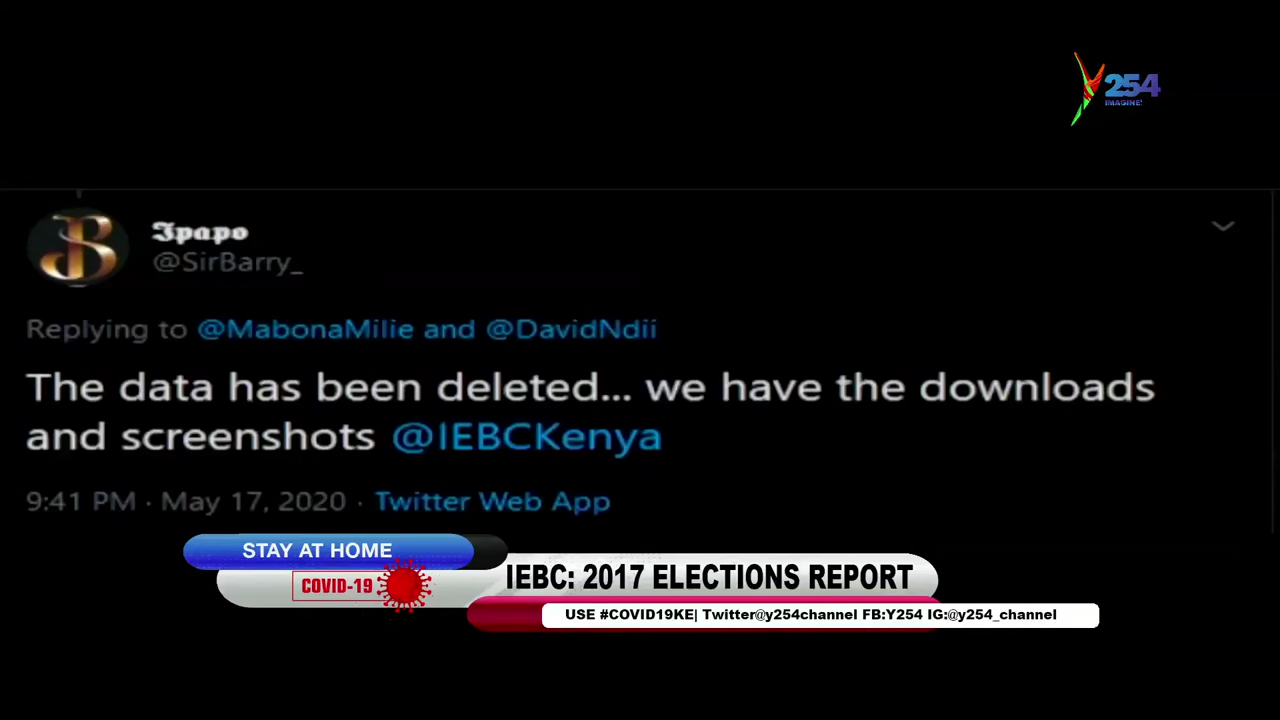 Y254
IMAGINE!
Ipapo
@SirBarry_
Replying to @MabonaMilie and @DavidNdii
The data has been deleted... we have the downloads
and screenshots @IEBCKenya
9:41 PM · May 17, 2020 · Twitter Web App
STAY AT HOME
COVID-19
IEBC: 2017 ELECTIONS REPORT
USE #COVID19KE| Twitter@y254channel FB:Y254 IG:@y254_channel